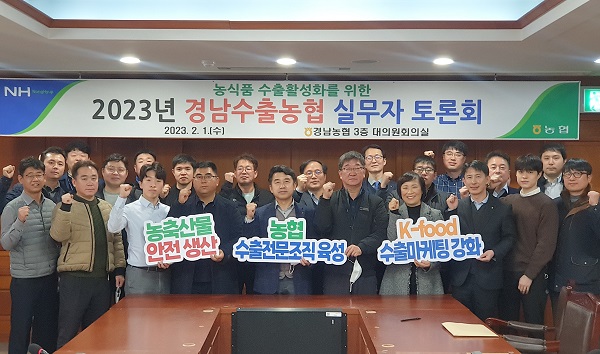 NH
농식품 수출활성화를 위한
2023년 경남수출농협 실무자 토론회
2023. 2. 1.(수)
경남농협 3층 대의원회의실
농협
농축산물
안전 생산
농협
수출전문조직 육성
K-food
수출마케팅 강화